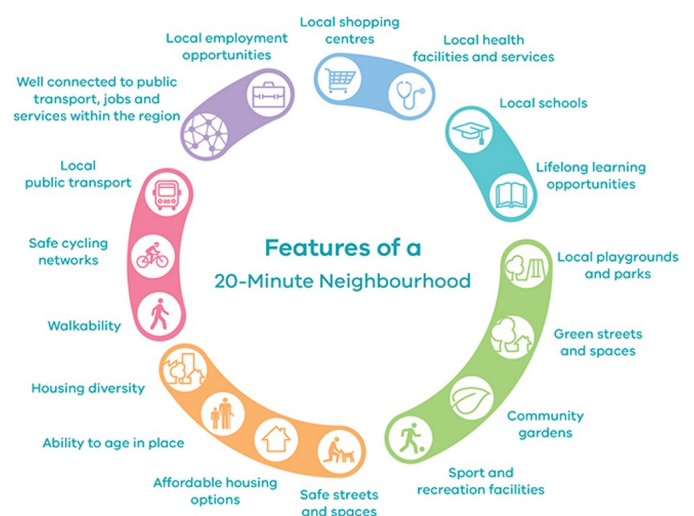 Features of a
20-Minute Neighbourhood
Local shopping
centres
Local health
facilities and services
Local schools
Lifelong learning
opportunities
Local playgrounds
and parks
Green streets
and spaces
Community
gardens
Sport and
recreation facilities
Safe streets
and spaces
Affordable housing
options
Ability to age in place
Housing diversity
Walkability
Safe cycling
networks
Local
public transport
Well connected to public
transport, jobs and
services within the region
Local employment
opportunities